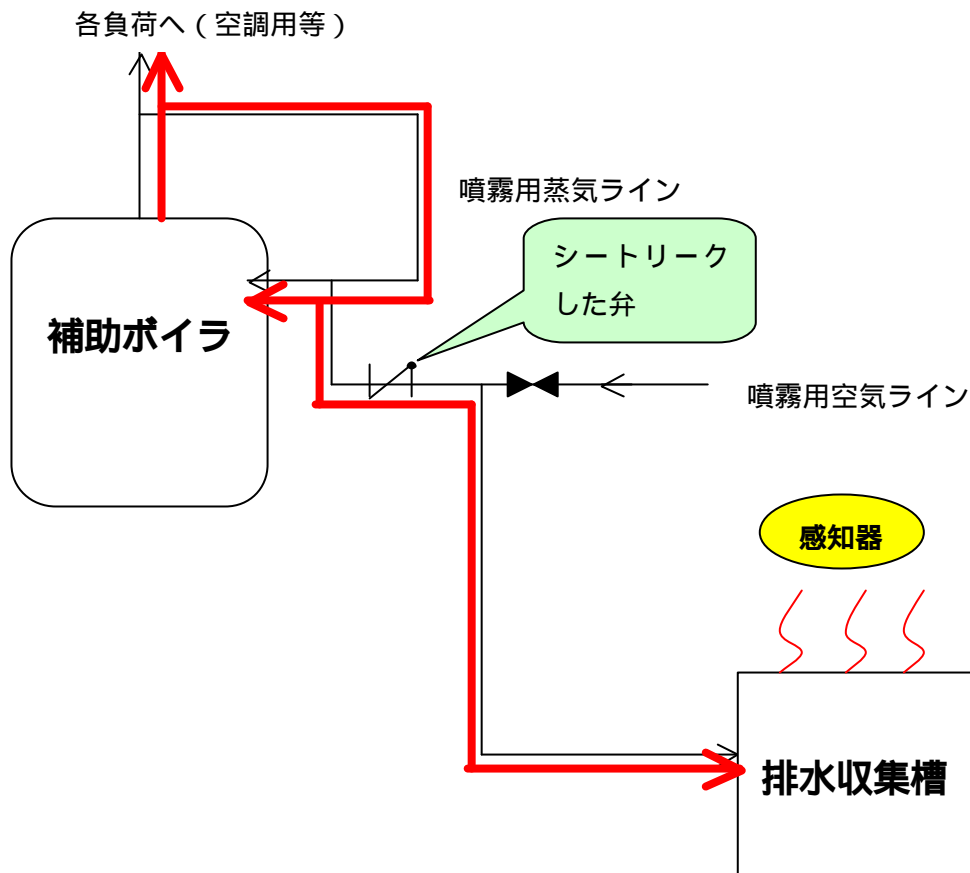 各負荷へ（空調用等）
噴霧用蒸気ライン
シートリーク
した弁
補助ボイラ
噴霧用空気ライン
感知器
排水収集槽